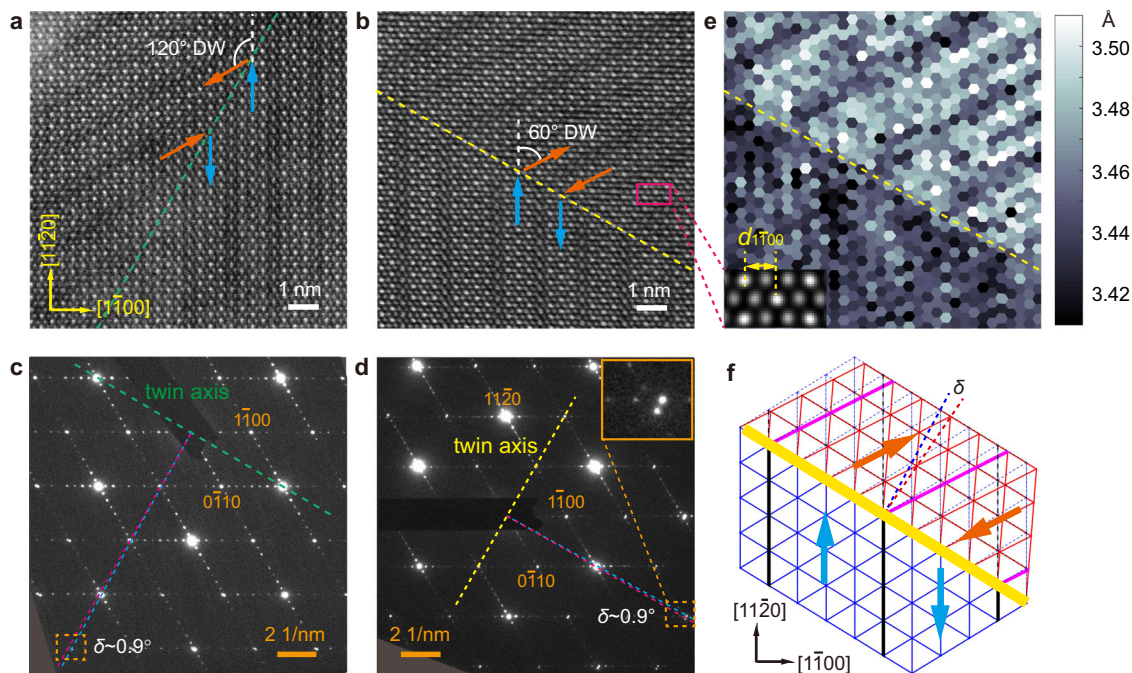 a
120° DW
[112̅0]
[11̅00]
1 nm
b
60° DW
1 nm
e
d11̅00
Å
3.50
3.48
3.46
3.44
3.42
c
twin axis
11̅00
01̅10
δ~0.9°
2 1/nm
d
112̅0
twin axis
11̅00
01̅10
δ~0.9°
2 1/nm
f
δ
[112̅0]
[11̅00]